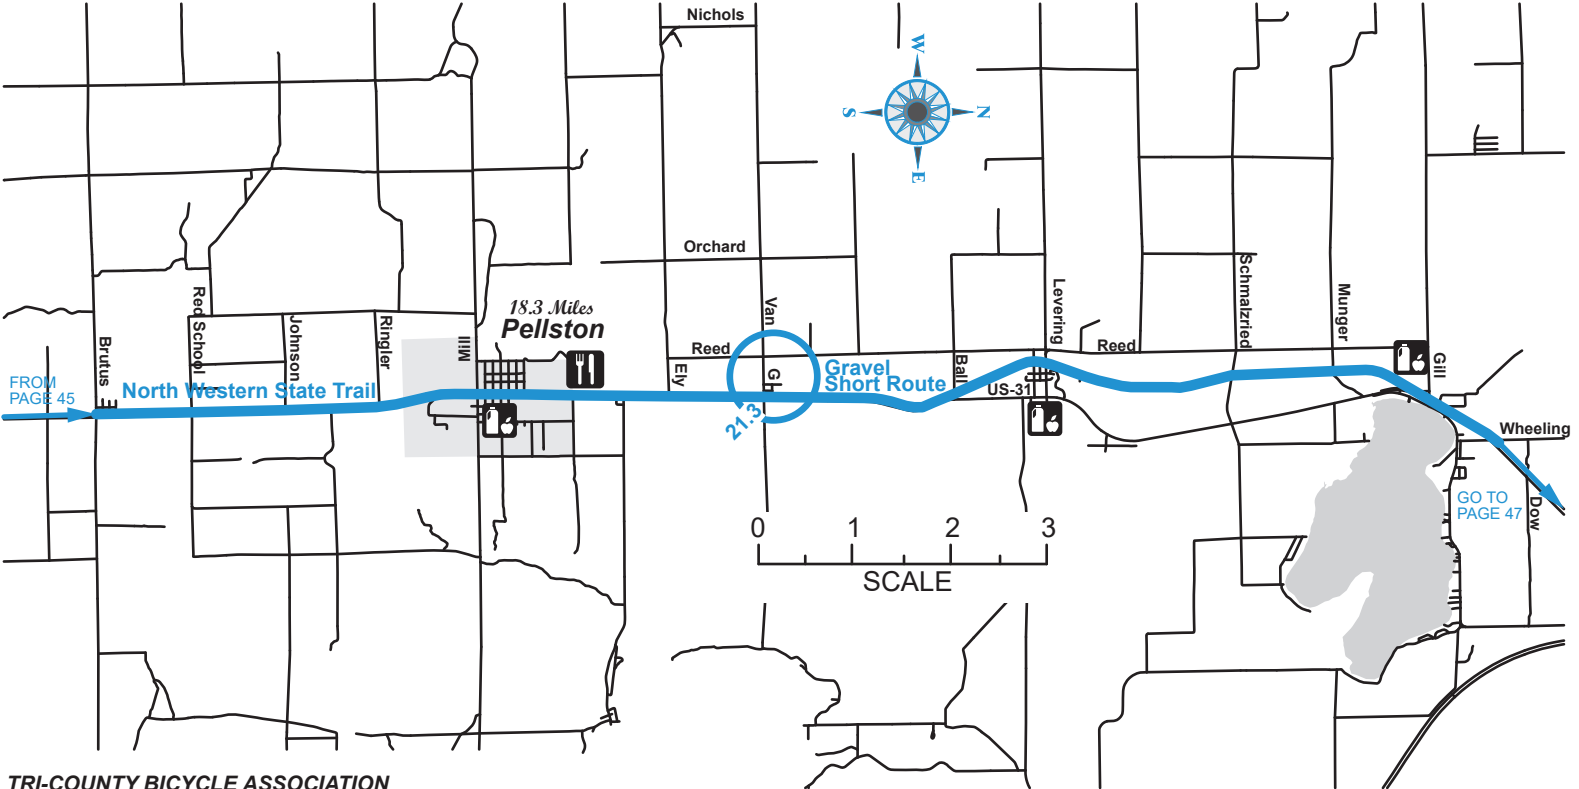 Nichols
W
S
N
E
Orchard
Van
G
Red School
Johnson
Ringler
Mill
Brutus
18.3 Miles
Pellston
Levering
Schmalzried
Munger
Reed
Reed
Ely
Ball
Gill
FROM
PAGE 45
North Western State Trail
Gravel
Short Route
US-31
21.3
Wheeling
GO TO
PAGE 47
Dow
0 1 2 3
SCALE
TRI-COUNTY BICYCLE ASSOCIATION